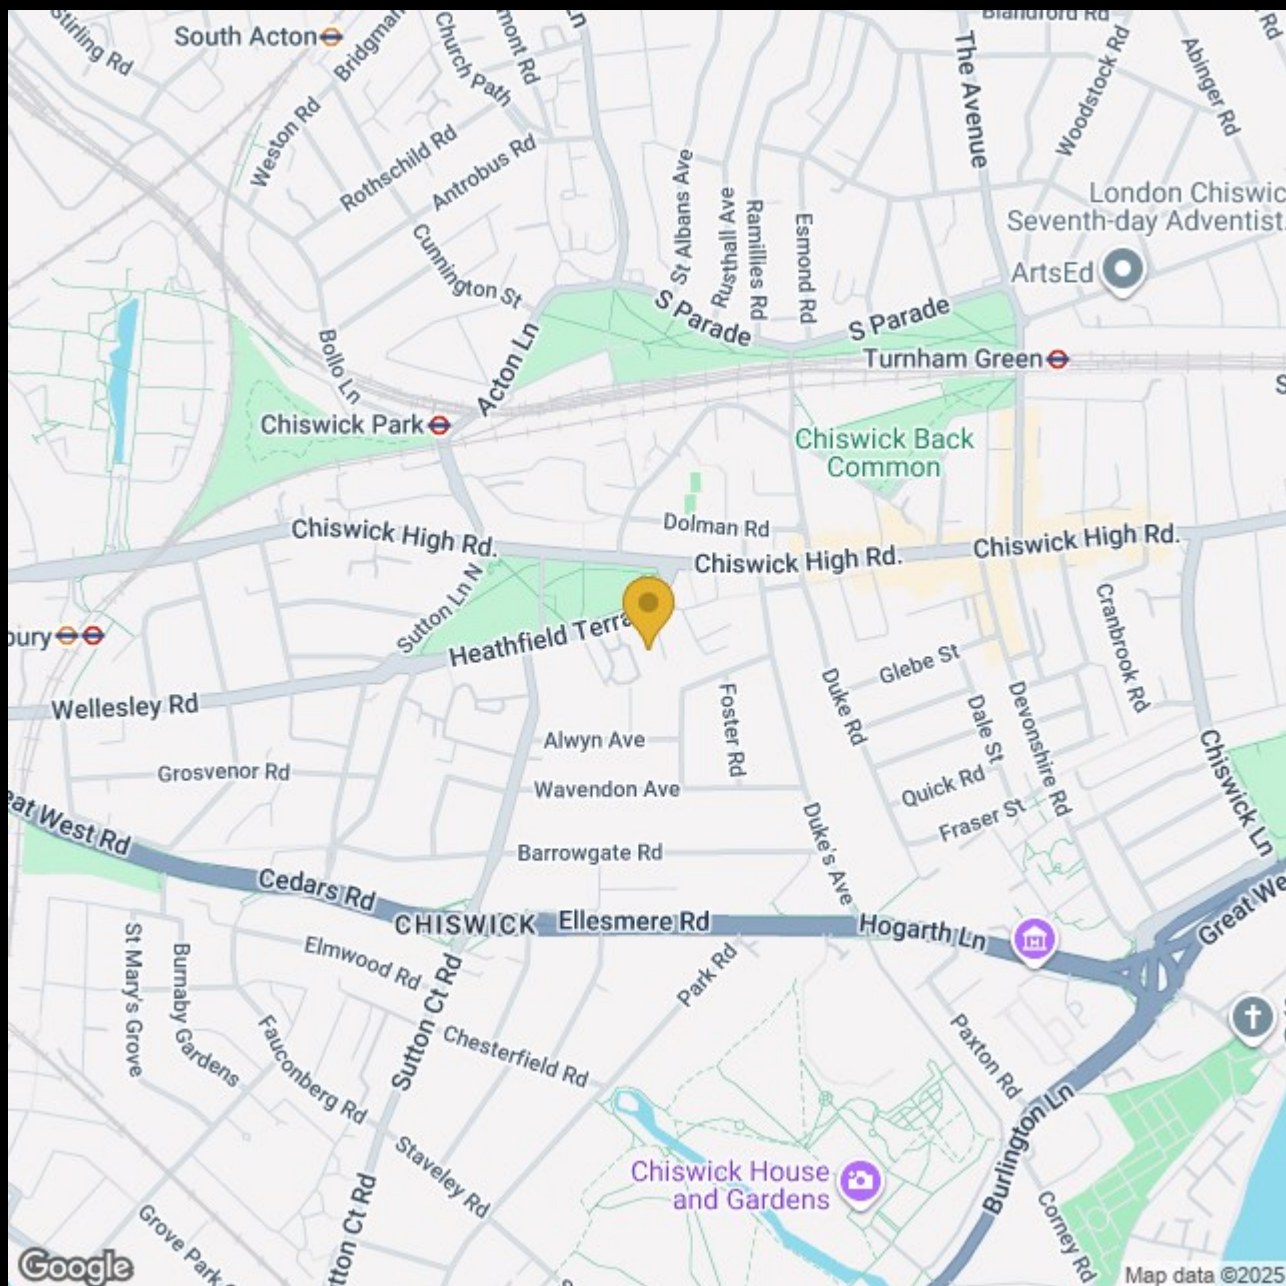 Stirling Rd
South Acton
Bridgman
Church Path
mont Rd
Ln
Blandford Rd
Rd
The Avenue
Woodstock Rd
Abinger Rd
Weston Rd
Rothschild Rd
Antrobus Rd
St Albans Ave
Rusthall Ave
Ramillies Rd
Esmond Rd
London Chiswic
Seventh-day Adventist.
ArtsEd
Cunnington St
S Parade
S Parade
Bollo Ln
Acton Ln
Turnham Green
S
Chiswick Park
Chiswick Back
Common
Dolman Rd
Chiswick High Rd.
Chiswick High Rd.
Chiswick High Rd.
Sutton Ln N
Heathfield Terra
bury
Cranbrook Rd
Glebe St
Duke Rd
Dale St
Devonshire Rd
Foster Rd
Wellesley Rd
Alwyn Ave
Grosvenor Rd
Wavendon Ave
Quick Rd
Fraser St
Chiswick Ln
eat West Rd
Barrowgate Rd
Duke's Ave
Cedars Rd
CHISWICK
Ellesmere Rd
Hogarth Ln
Great We
St Mary's Grove
Burnaby Gardens
Elmwood Rd
Park Rd
Sutton Ct Rd
Fauconberg Rd
Chesterfield Rd
Paxton Rd
Staveley Rd
Burlington Ln
Chiswick House
and Gardens
Grove Park
tton Ct Rd
Corney Rd
Google
Map data ©2025